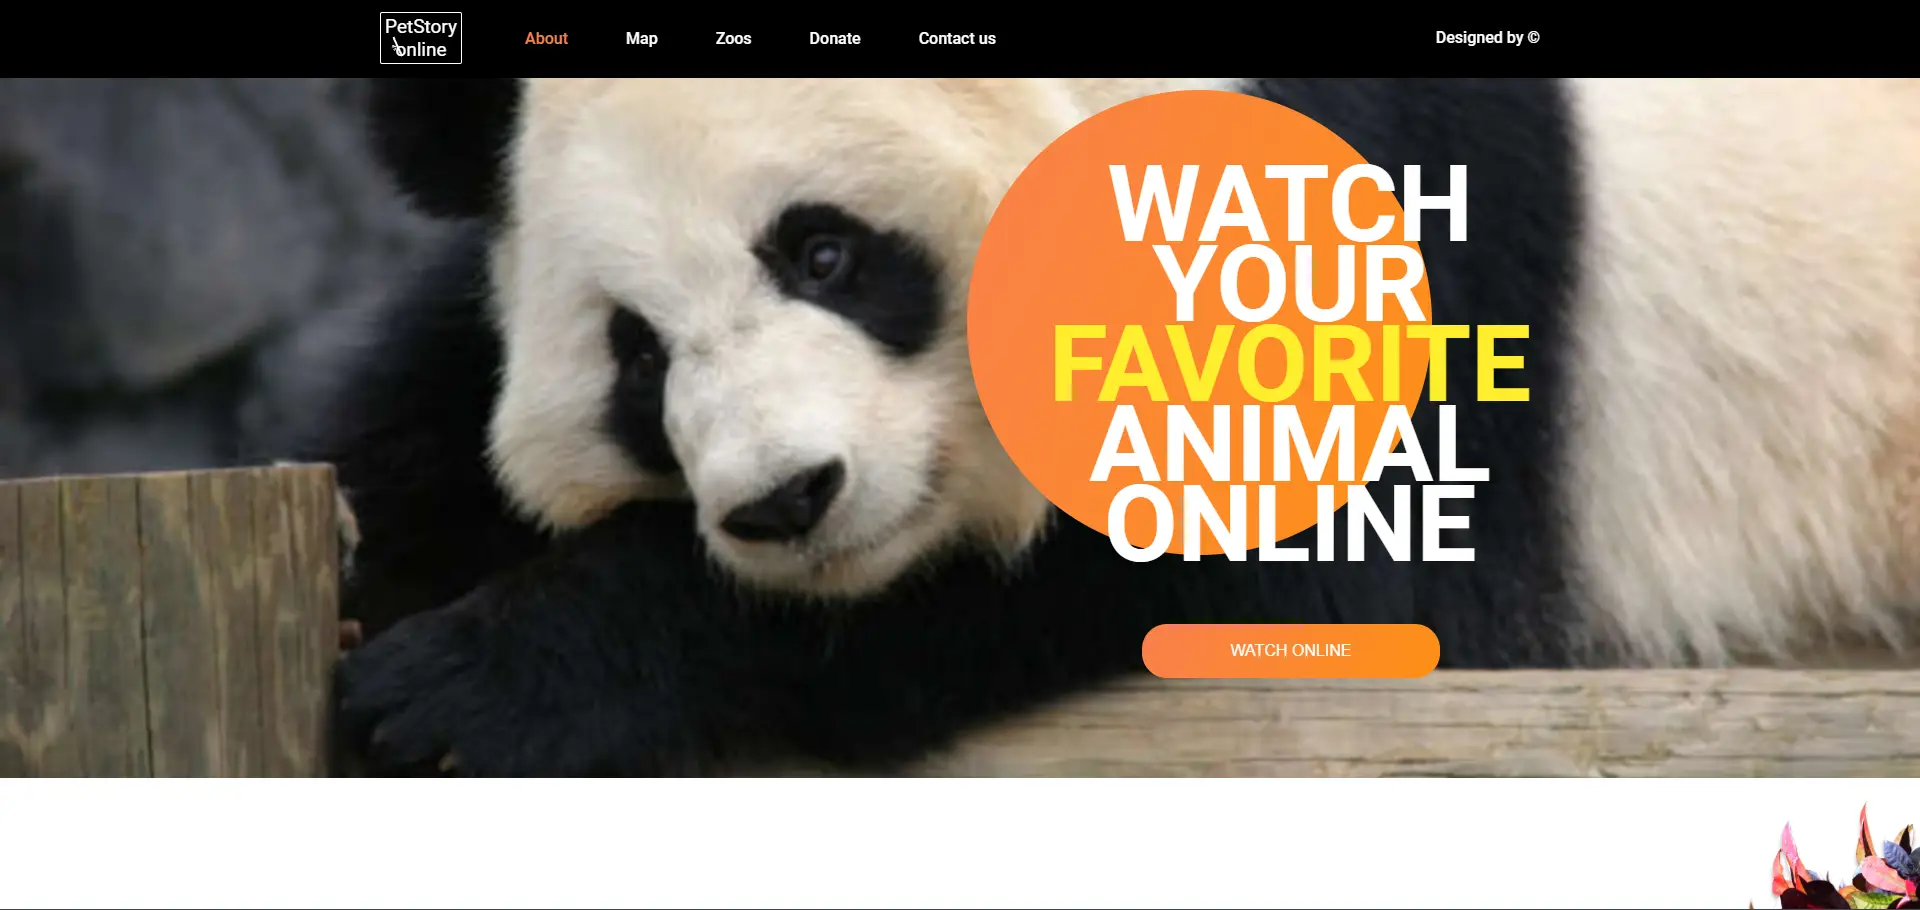 PetStory
online
About
Map
Zoos
Donate
Contact us
Designed by ©
WATCH
YOUR
FAVORITE
ANIMAL
ONLINE
WATCH ONLINE